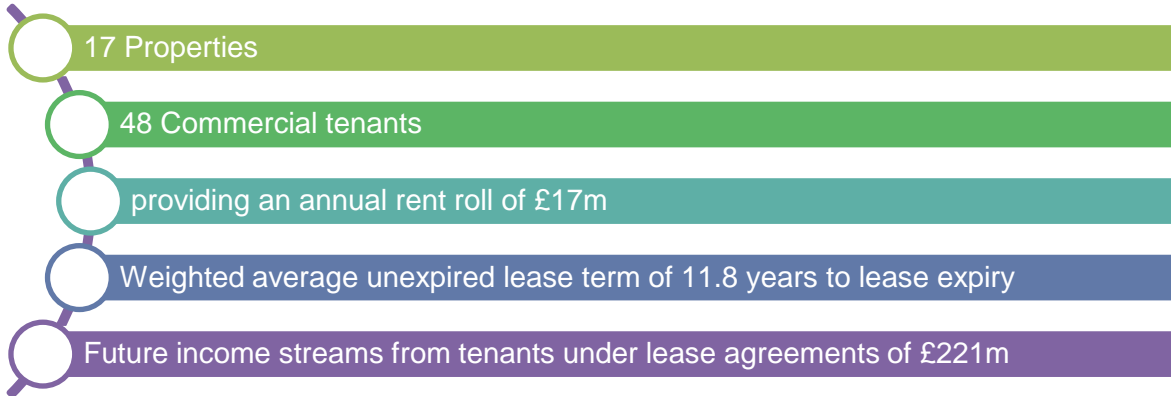 17 Properties
48 Commercial tenants
providing an annual rent roll of £17m
Weighted average unexpired lease term of 11.8 years to lease expiry
Future income streams from tenants under lease agreements of £221m